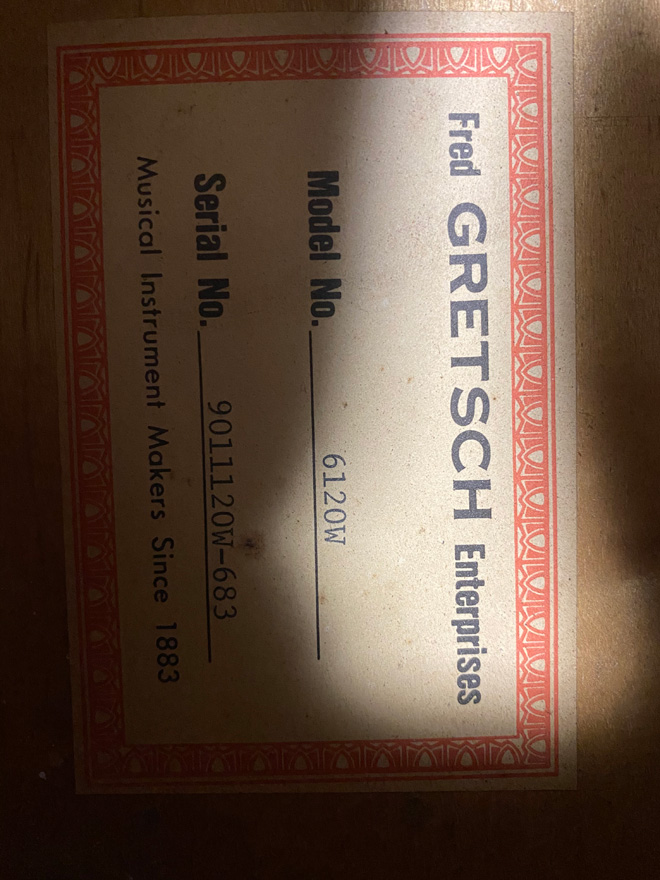 Fred GRETSCH Enterprises
Model No. 6120W
Serial No. 9011120W-683
Musical Instrument Makers Since 1883